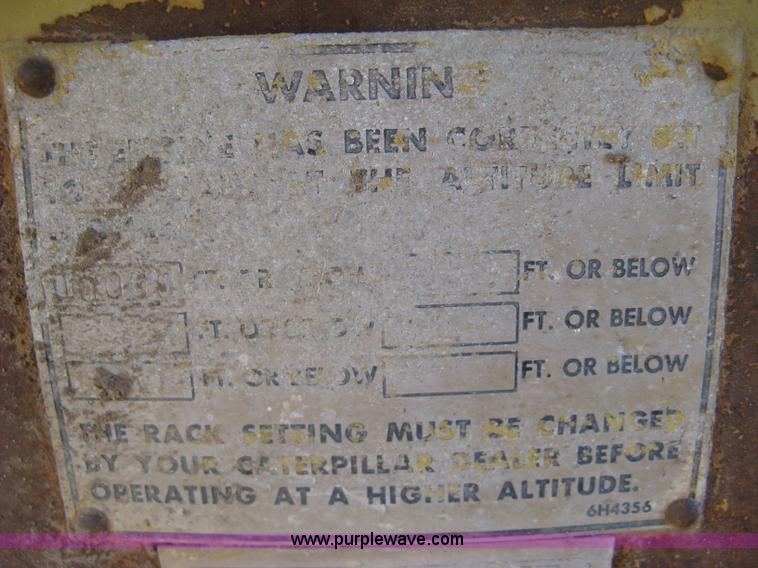 WARNIN
HAS BEEN CORRECTLY SET
THE ALTITUDE LIMIT
FT. OR BELOW
FT. OR BELOW FT. OR BELOW
FT. OR BELOW FT. OR BELOW
THE RACK SETTING MUST BE CHANGED
BY YOUR CATERPILLAR DEALER BEFORE
OPERATING AT A HIGHER ALTITUDE.
6H4356
www.purplewave.com